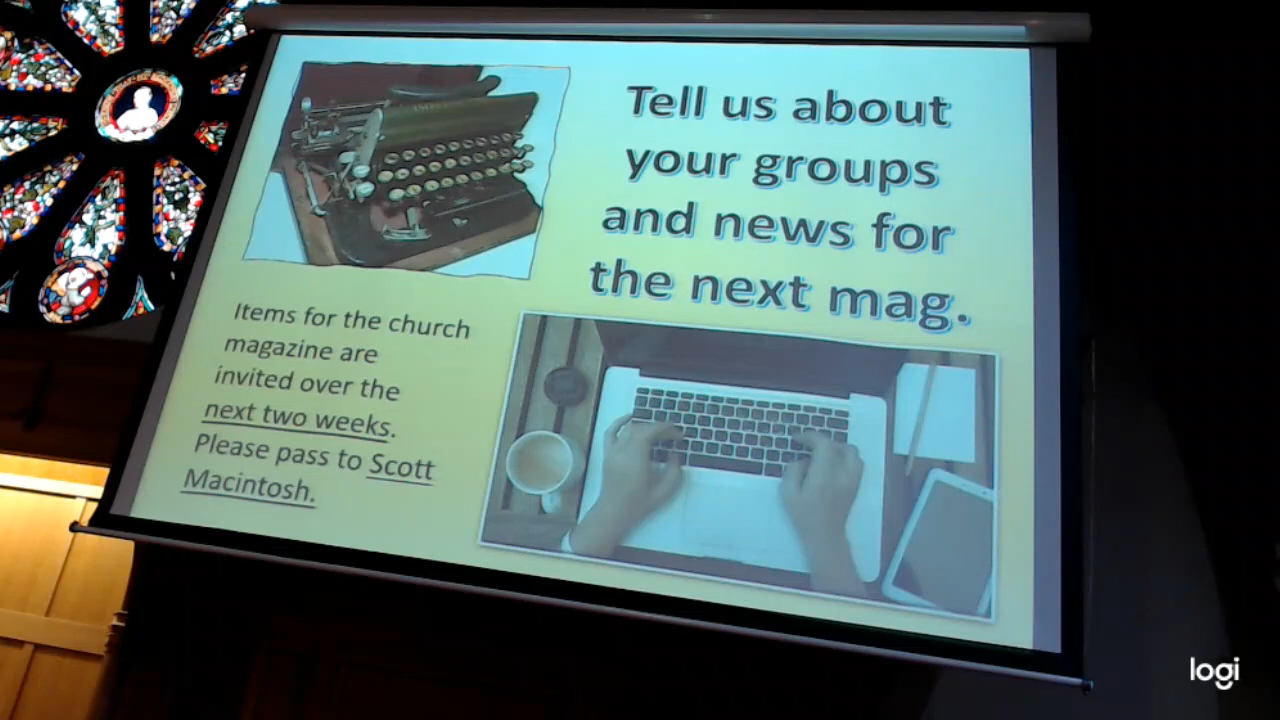 Tell us about
your groups
and news for
the next mag.
Items for the church
magazine are
invited over the
next two weeks.
Please pass to Scott
Macintosh.
logi